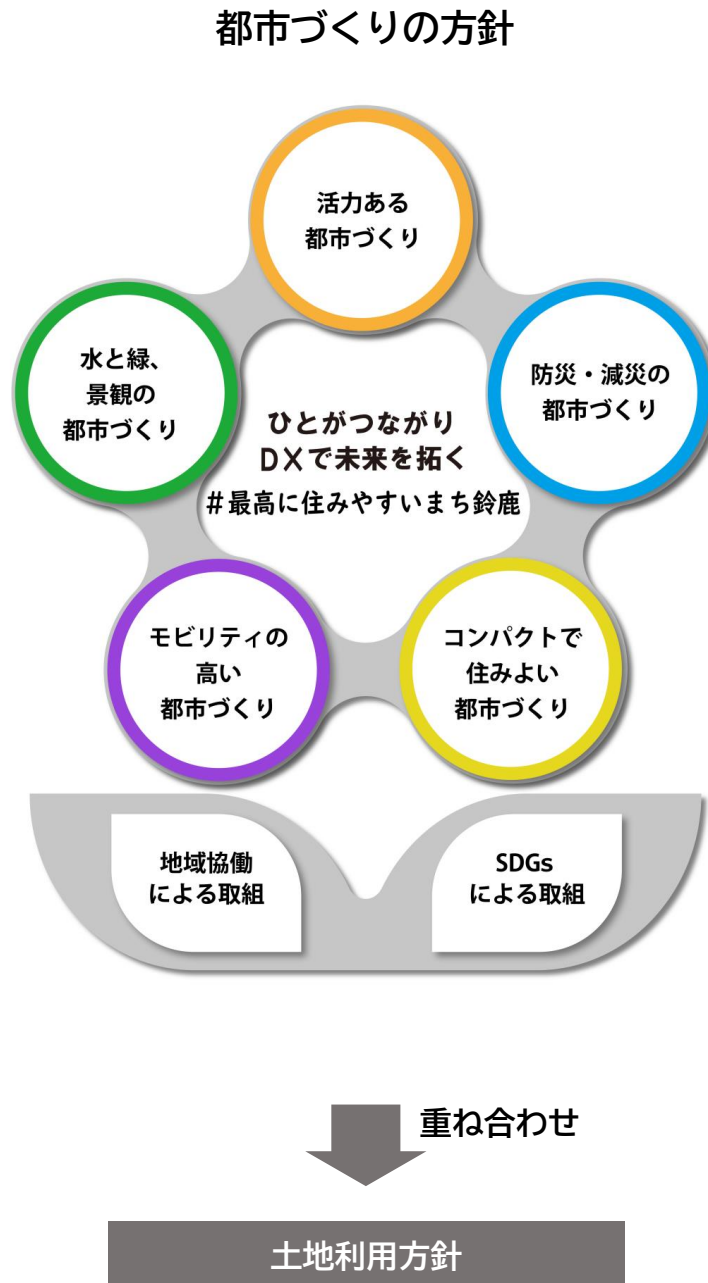 都市づくりの方針
活力ある
都市づくり
水と緑、
景観の
都市づくり
防災・減災の
都市づくり
ひとがつながり
DXで未来を拓く
#最高に住みやすいまち鈴鹿
モビリティの
高い
都市づくり
コンパクトで
住みよい
都市づくり
地域協働
による取組
SDGs
による取組
重ね合わせ
土地利用方針